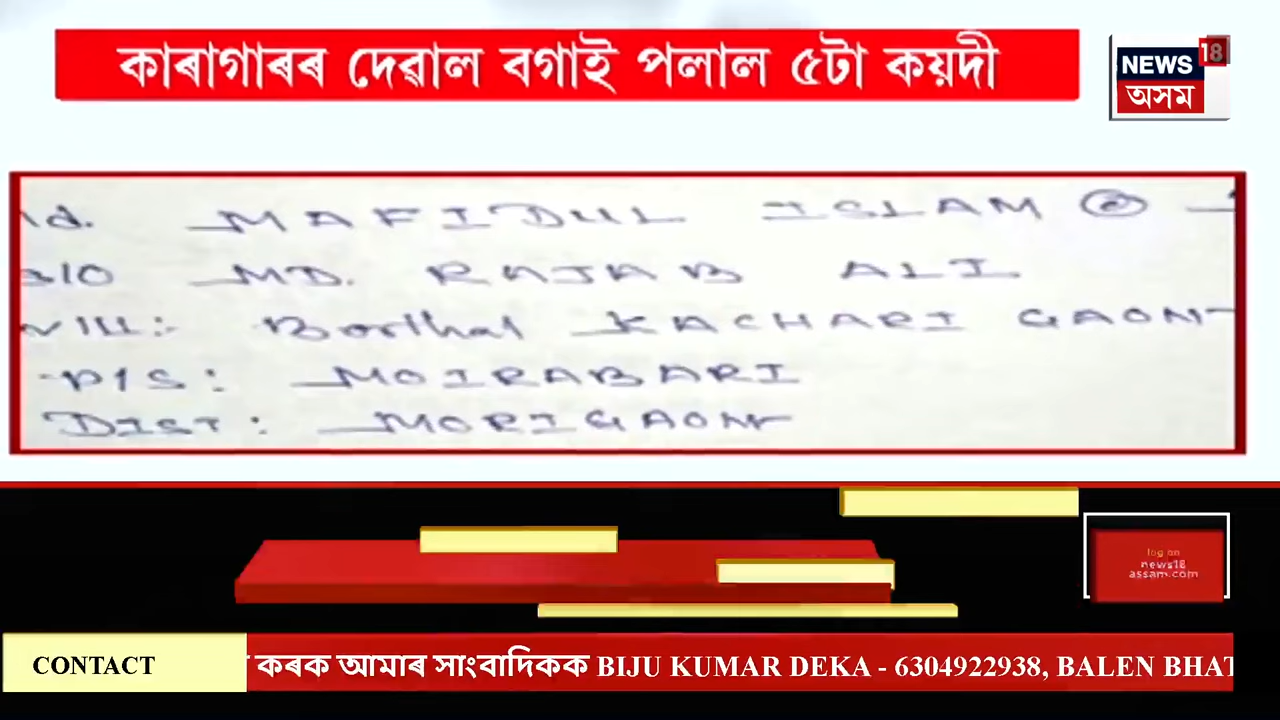 কাৰাগাৰৰ দেৱাল বগাই পলাল ৫টা কয়দী
NEWS 18
অসম
MAFIDUL ISLAM @
S/O MD. RAJAB ALI
VILL: Borthal KACHARI GAON
P/S: MOIRABARI
DIST: MORIGAON
log on
news18
assam.com
CONTACT
কৰক আমাৰ সাংবাদিকক BIJU KUMAR DEKA - 6304922938, BALEN BHAT